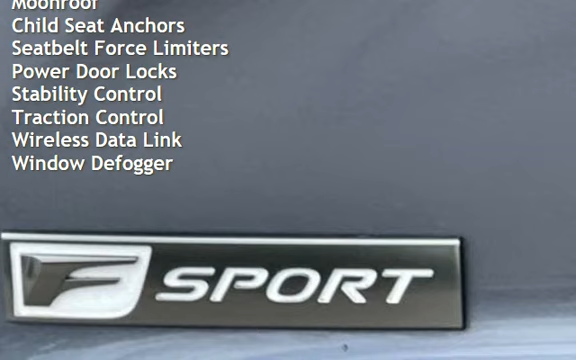 Moonroof
Child Seat Anchors
Seatbelt Force Limiters
Power Door Locks
Stability Control
Traction Control
Wireless Data Link
Window Defogger
F SPORT